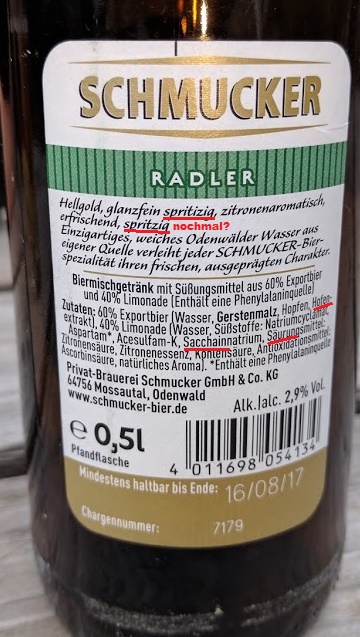 SCHMUCKER
RADLER
Hellgold, glanzfein spritizig, zitronenaromatisch,
erfrischend, spritzig nochmal?
Einzigartiges, weiches Odenwälder Wasser aus
eigener Quelle verleiht jeder SCHMUCKER-Bier-
spezialität ihren frischen, ausgeprägten Charakter.
Biermischgetränk mit Süßungsmittel aus 60% Exportbier
und 40% Limonade (Enthält eine Phenylalaninquelle)
Zutaten: 60% Exportbier (Wasser, Gerstenmalz, Hopfen, Hofen-
extrakt), 40% Limonade (Wasser, Süßstoffe: Natriumcyclamat,
Aspartam*, Acesulfam-K, Sacchainnatrium, Säurungsmittel:
Zitronensäure, Zitronenessenz, Kohlensäure, Antioxidationsmittel:
Ascorbinsäure, natürliches Aroma). *Enthält eine Phenylalaninquelle
Privat-Brauerei Schmucker GmbH & Co. KG
64756 Mossautal, Odenwald
www.schmucker-bier.de
Alk./alc. 2,9% Vol.
e 0,5l
Pfandflasche
4 011698 054134
Mindestens haltbar bis Ende: 16/08/17
Chargennummer: 7179